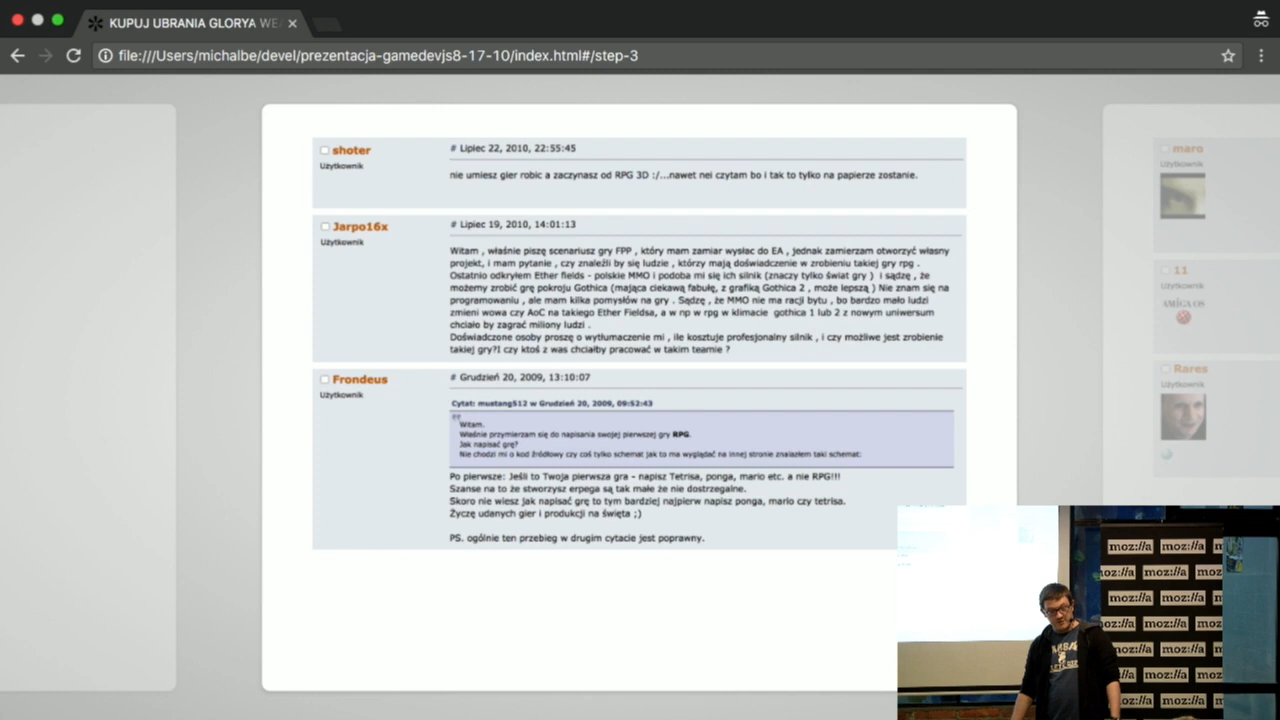 KUPUJ UBRANIA GLORYA WE
file:///Users/michalbe/devel/prezentacja-gamedevjs8-17-10/index.html#/step-3
shoter
Użytkownik
# Lipiec 22, 2010, 22:55:45
nie umiesz gier robic a zaczynasz od RPG 3D :/...nawet nei czytam bo i tak to tylko na papierze zostanie.
Jarpo16x
Użytkownik
# Lipiec 19, 2010, 14:01:13
Witam , właśnie piszę scenariusz gry FPP , który mam zamiar wysłac do EA , jednak zamierzam otworzyć własny
projekt, i mam pytanie , czy znaleźli by się ludzie , którzy mają doświadczenie w zrobieniu takiej gry rpg .
Ostatnio odkryłem Ether fields - polskie MMO i podoba mi się ich silnik (znaczy tylko świat gry ) i sądzę , że
możemy zrobić grę pokroju Gothica (mająca ciekawą fabułę, z grafiką Gothica 2 , może lepszą ) Nie znam się na
programowaniu , ale mam kilka pomysłów na gry . Sądzę , że MMO nie ma racji bytu , bo bardzo mało ludzi
zmieni wowa czy AoC na takiego Ether Fieldsa, a w np w rpg w klimacie gothica 1 lub 2 z nowym uniwersum
chciało by zagrać miliony ludzi .
Doświadczone osoby proszę o wytłumaczenie mi , ile kosztuje profesjonalny silnik , i czy możliwe jest zrobienie
takiej gry?I czy ktoś z was chciałby pracować w takim teamie ?
Frondeus
Użytkownik
# Grudzień 20, 2009, 13:10:07
Cytat: mustang512 w Grudzień 20, 2009, 09:52:43
Witam.
Właśnie przymierzam się do napisania swojej pierwszej gry RPG.
Jak napisać grę?
Nie chodzi mi o kod źródłowy czy coś tylko schemat jak to ma wyglądać na innej stronie znalazłem taki schemat:
Po pierwsze: Jeśli to Twoja pierwsza gra - napisz Tetrisa, ponga, mario etc. a nie RPG!!!
Szanse na to że stworzysz erpega są tak małe że nie dostrzegalne.
Skoro nie wiesz jak napisać grę to tym bardziej najpierw napisz ponga, mario czy tetrisa.
Życzę udanych gier i produkcji na święta ;)
PS. ogólnie ten przebieg w drugim cytacie jest poprawny.
maro
Użytkownik
11
Użytkownik
AMIGA OS
Rares
Użytkownik
moz://a moz://a m
oz://a moz://a
moz://a moz://a m
oz://a moz://a moz:
moz://a m
moz://a moz:
moz://a m
moz://a moz: